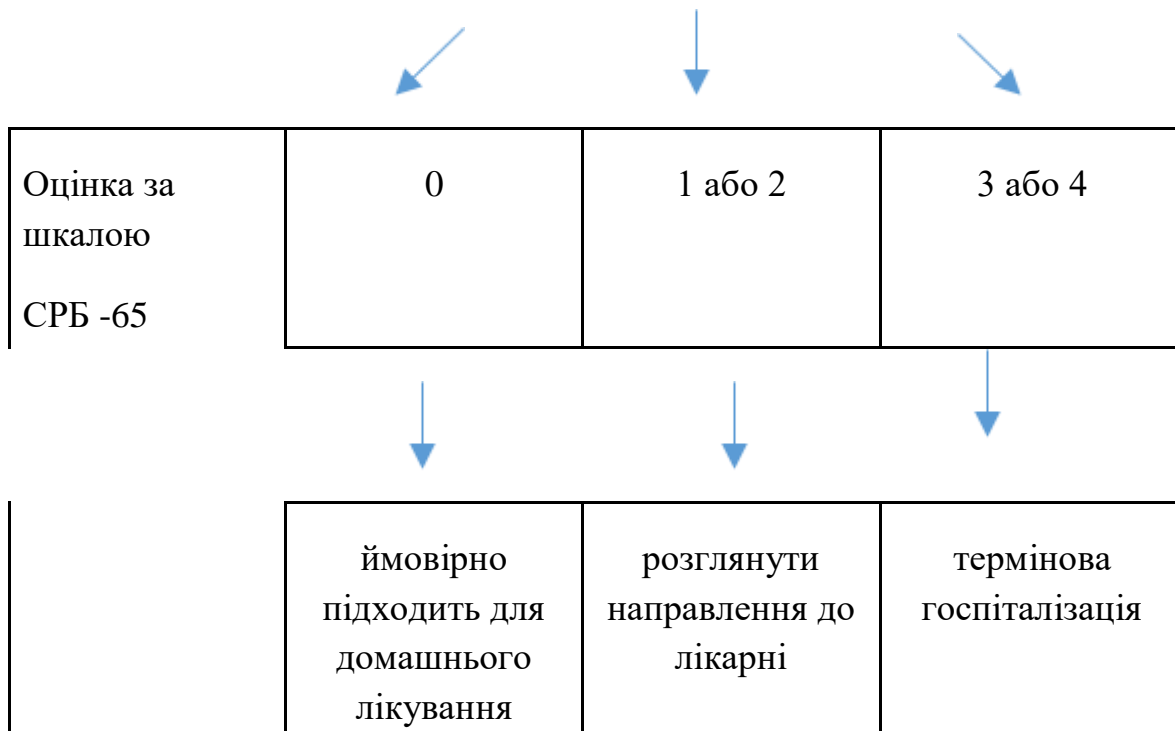 Оцінка за
шкалою
СРБ -65
0
1 або 2
3 або 4
ймовірно
підходить для
домашнього
лікування
розглянути
направлення до
лікарні
термінова
госпіталізація